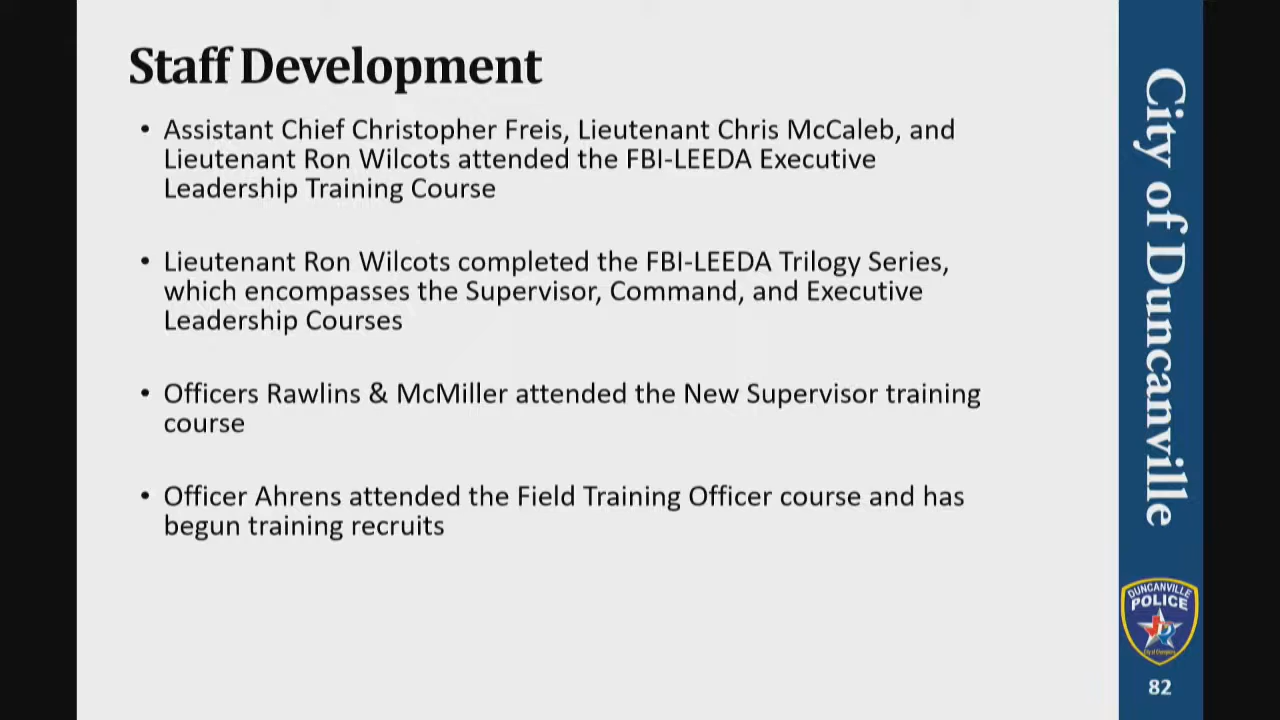 Staff Development
• Assistant Chief Christopher Freis, Lieutenant Chris McCaleb, and
Lieutenant Ron Wilcots attended the FBI-LEEDA Executive
Leadership Training Course
• Lieutenant Ron Wilcots completed the FBI-LEEDA Trilogy Series,
which encompasses the Supervisor, Command, and Executive
Leadership Courses
• Officers Rawlins & McMiller attended the New Supervisor training
course
• Officer Ahrens attended the Field Training Officer course and has
begun training recruits
City of Duncanville
DUNCANVILLE
POLICE
City of Champions
82